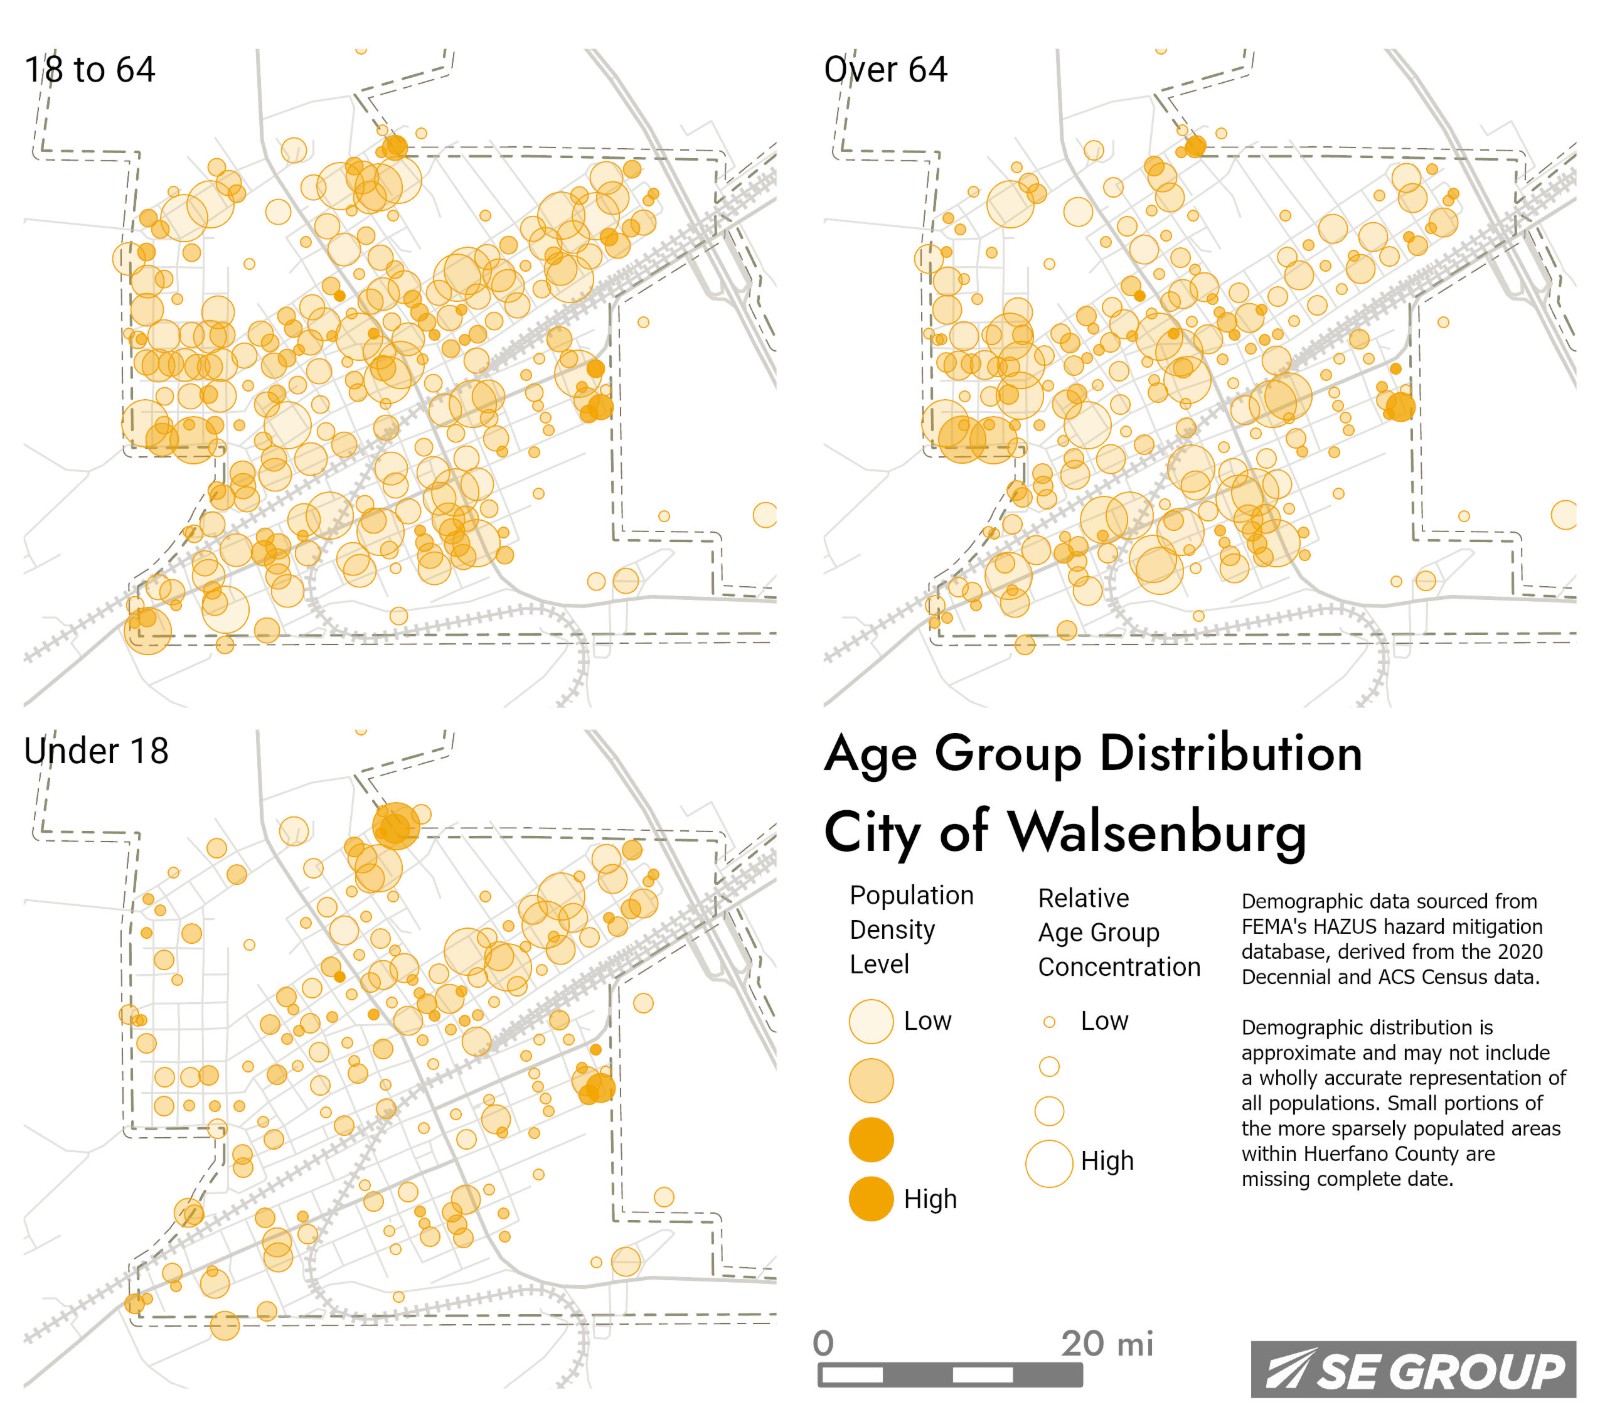 18 to 64
Over 64
Under 18
Age Group Distribution
City of Walsenburg
Population
Density
Level
Low
High
Relative
Age Group
Concentration
Low
High
Demographic data sourced from
FEMA's HAZUS hazard mitigation
database, derived from the 2020
Decennial and ACS Census data.
Demographic distribution is
approximate and may not include
a wholly accurate representation of
all populations. Small portions of
the more sparsely populated areas
within Huerfano County are
missing complete date.
0 20 mi
SE GROUP